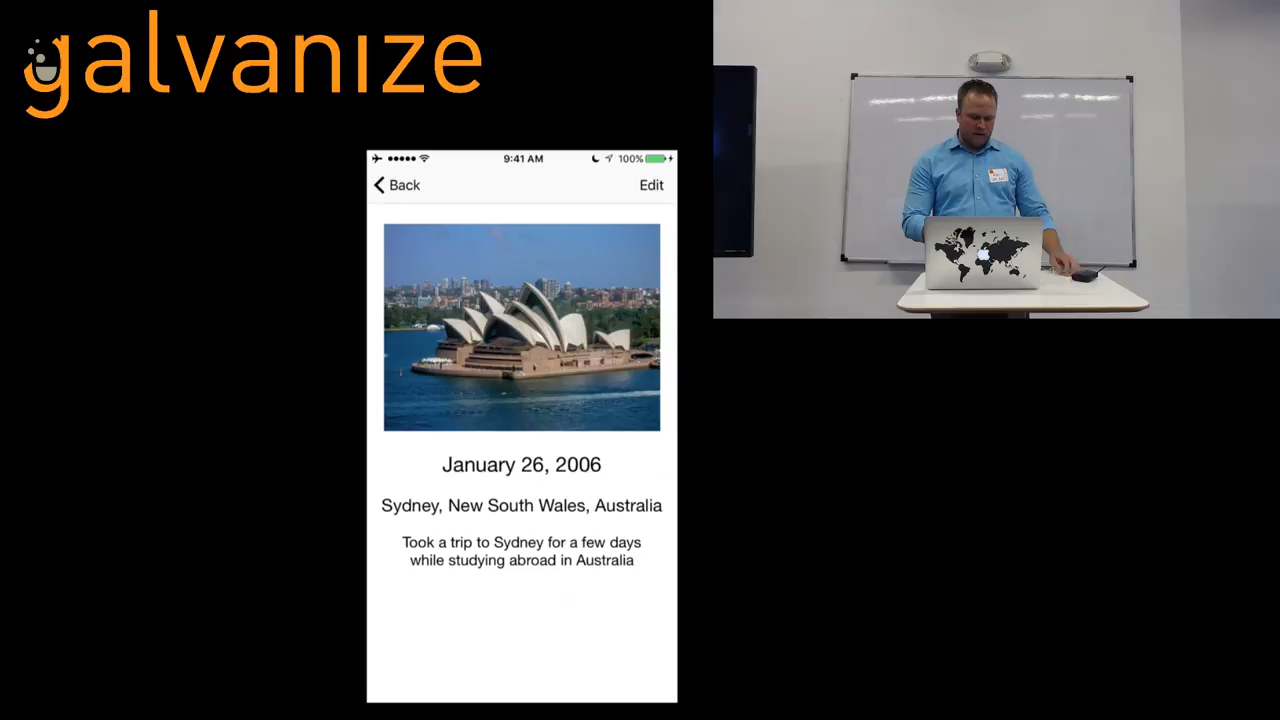 galvanize
9:41 AM
100%
Back
Edit
January 26, 2006
Sydney, New South Wales, Australia
Took a trip to Sydney for a few days
while studying abroad in Australia